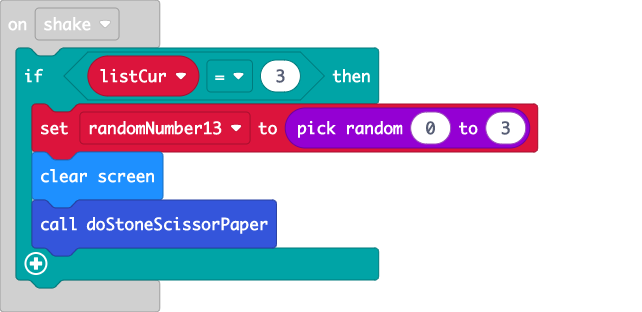 on shake
if listCur = 3 then
set randomNumber13 to pick random 0 to 3
clear screen
call doStoneScissorPaper